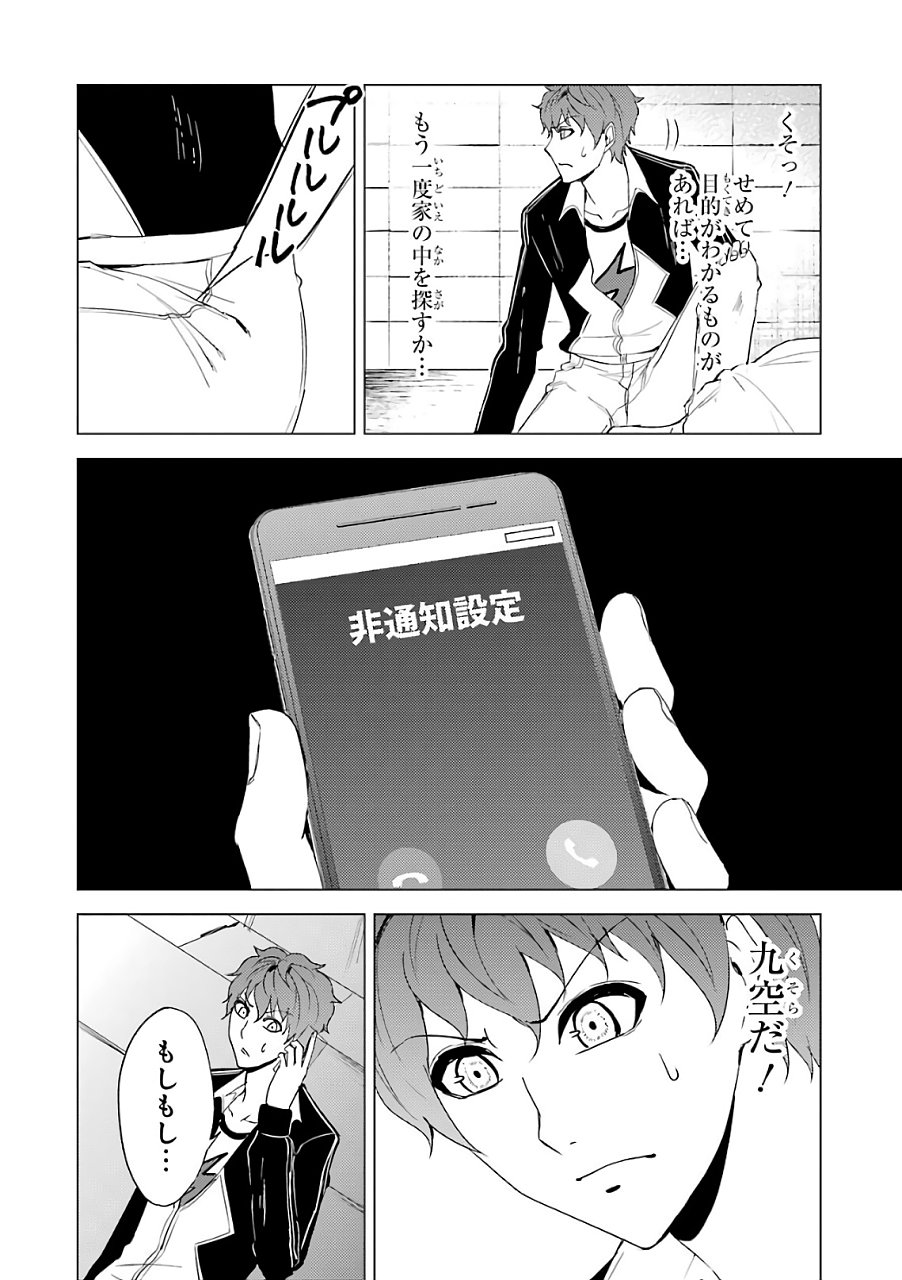 くそっ！
せめて
目的がわかるものが
あれば…
もう一度家の中を探すか…
プルルルル
非通知設定
九空だ！
もしもし…